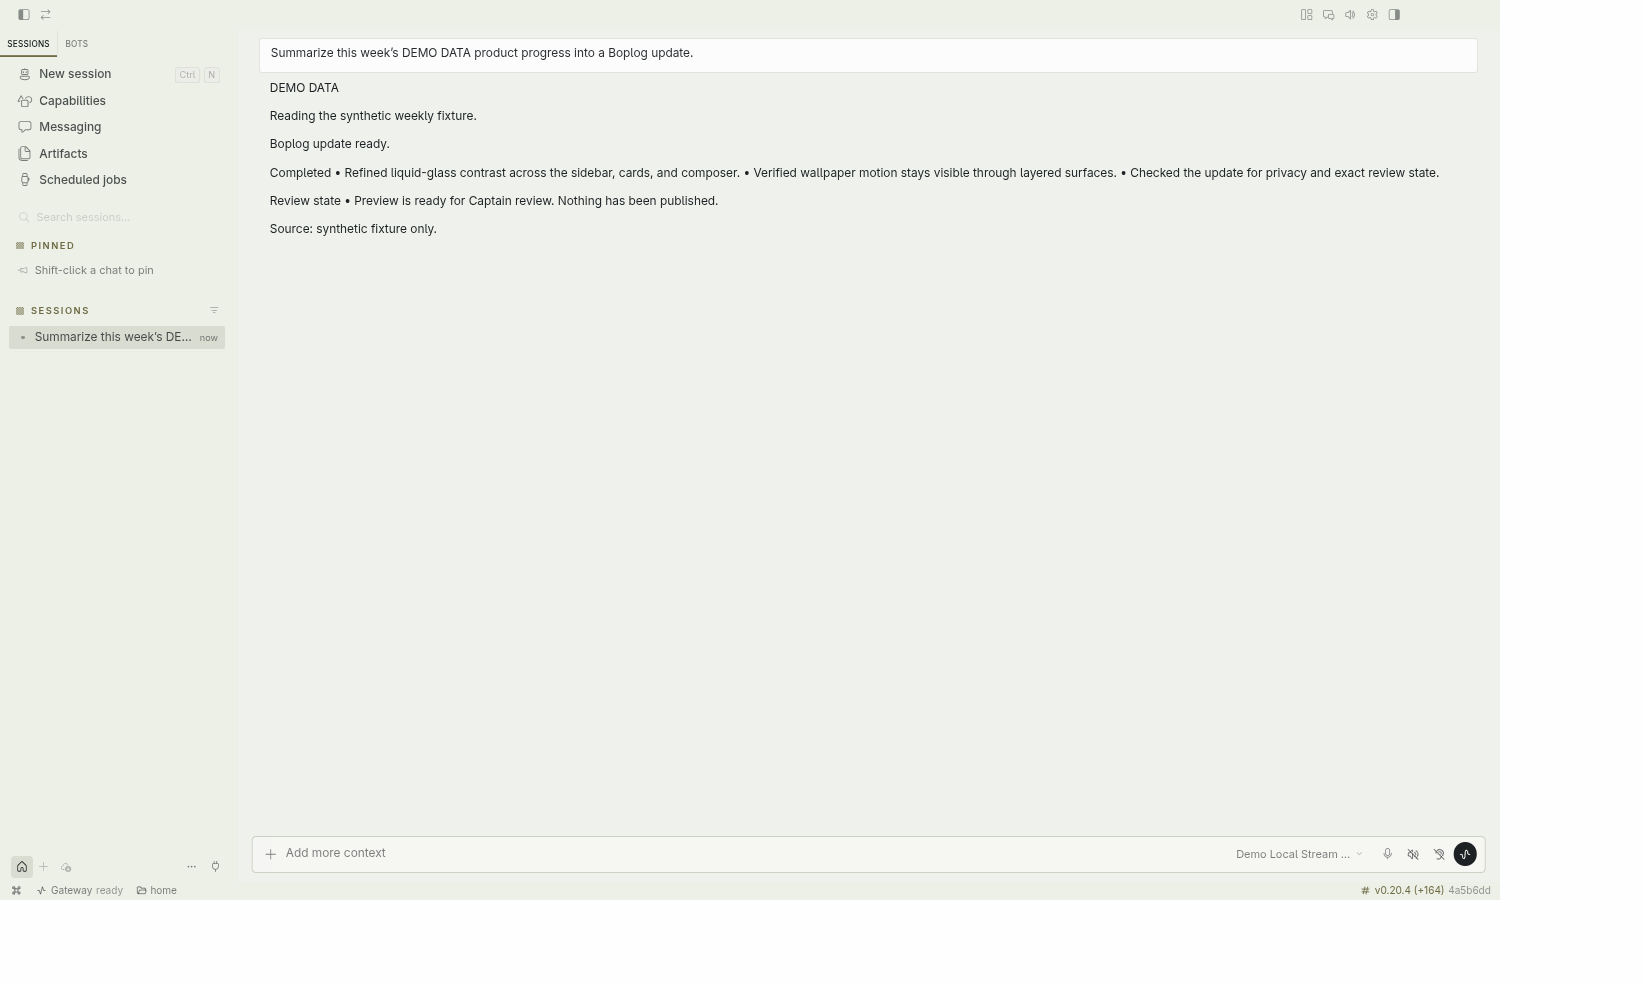 SESSIONS
BOTS
New session
Ctrl N
Capabilities
Messaging
Artifacts
Scheduled jobs
Search sessions...
PINNED
Shift-click a chat to pin
SESSIONS
Summarize this week’s DE... now
Summarize this week’s DEMO DATA product progress into a Boplog update.
DEMO DATA
Reading the synthetic weekly fixture.
Boplog update ready.
Completed • Refined liquid-glass contrast across the sidebar, cards, and composer. • Verified wallpaper motion stays visible through layered surfaces. • Checked the update for privacy and exact review state.
Review state • Preview is ready for Captain review. Nothing has been published.
Source: synthetic fixture only.
Add more context
Demo Local Stream ...
Gateway ready
home
v0.20.4 (+164) 4a5b6dd